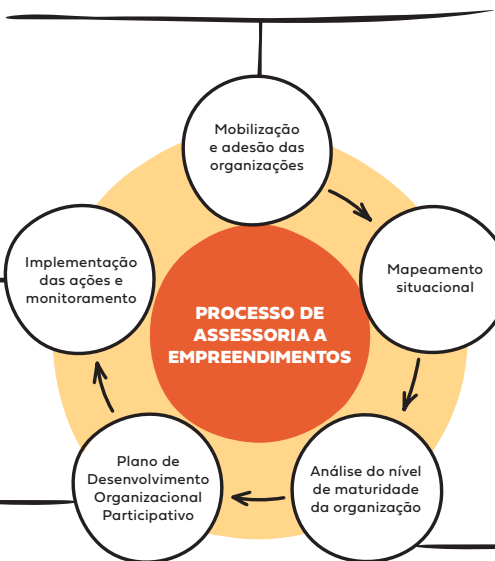 Mobilização
e adesão das
organizações
Mapeamento
situacional
Análise do nível
de maturidade
da organização
Plano de
Desenvolvimento
Organizacional
Participativo
Implementação
das ações e
monitoramento
PROCESSO DE
ASSESSORIA A
EMPREENDIMENTOS